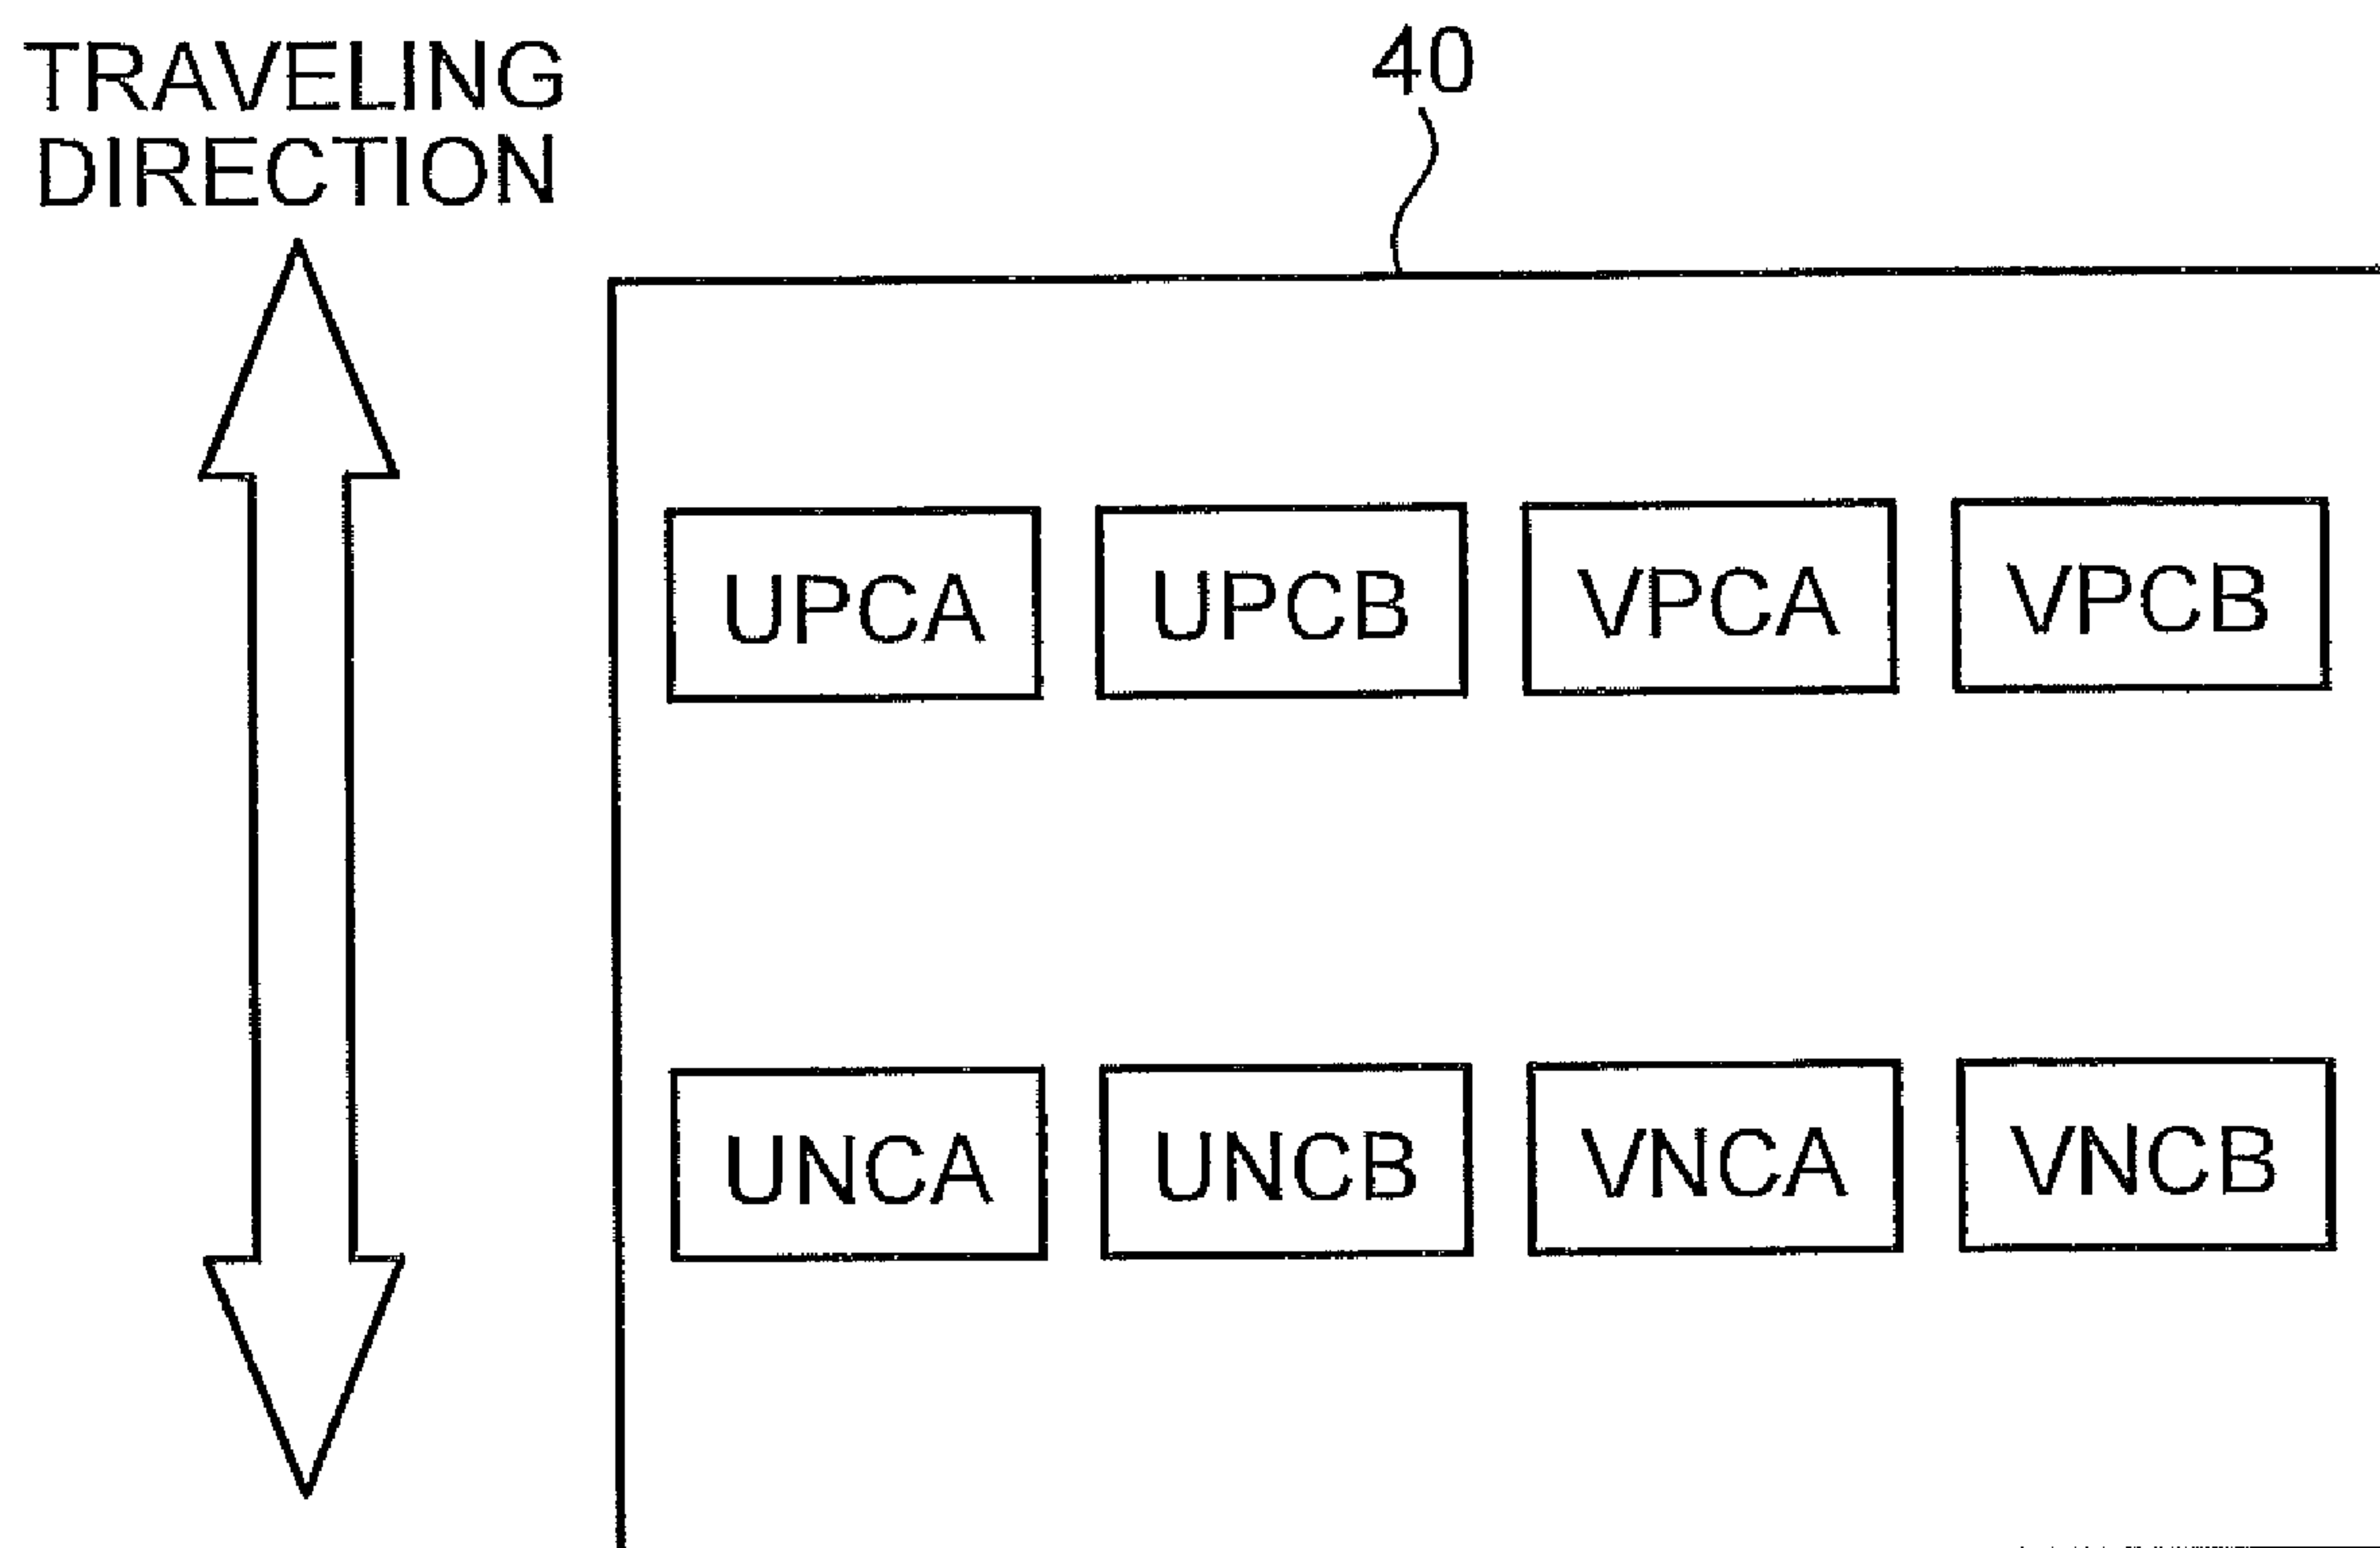 TRAVELING
DIRECTION
40
UPCA UPCB VPCA VPCB
UNCA UNCB VNCA VNCB